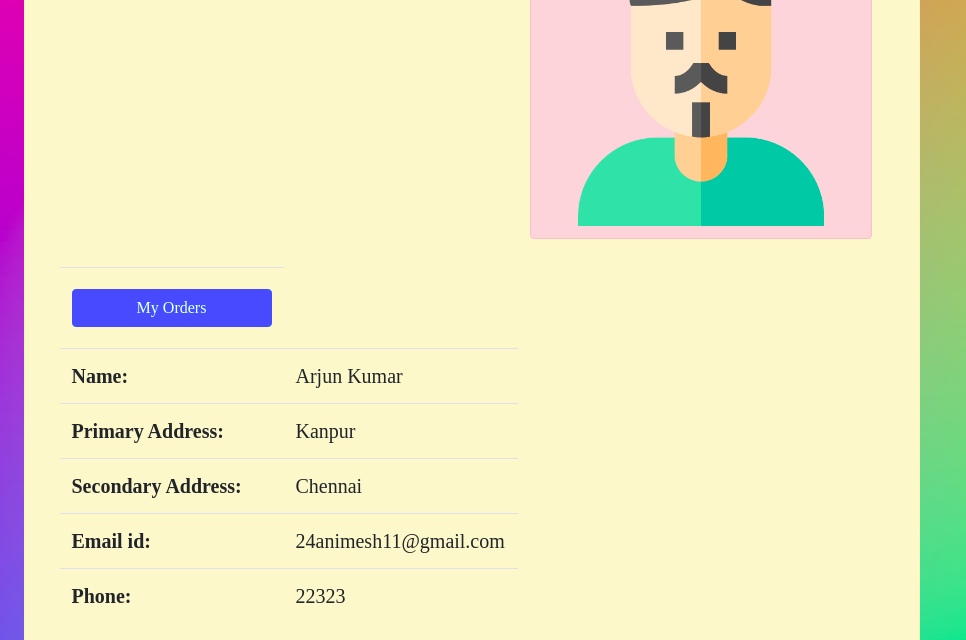 My Orders
Name: Arjun Kumar
Primary Address: Kanpur
Secondary Address: Chennai
Email id: 24animesh11@gmail.com
Phone: 22323